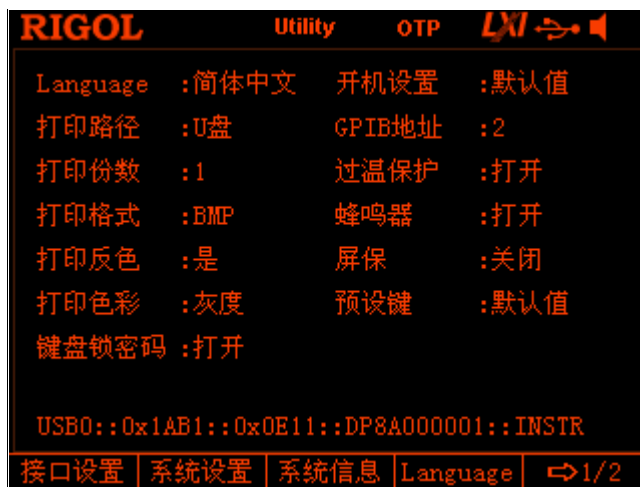 RIGOL Utility OTP LXI
Language :简体中文 开机设置 :默认值
打印路径 :U盘 GPIB地址 :2
打印份数 :1 过温保护 :打开
打印格式 :BMP 蜂鸣器 :打开
打印反色 :是 屏保 :关闭
打印色彩 :灰度 预设键 :默认值
键盘锁密码 :打开
USB0::0x1AB1::0x0E11::DP8A000001::INSTR
接口设置 系统设置 系统信息 Language ⇨1/2